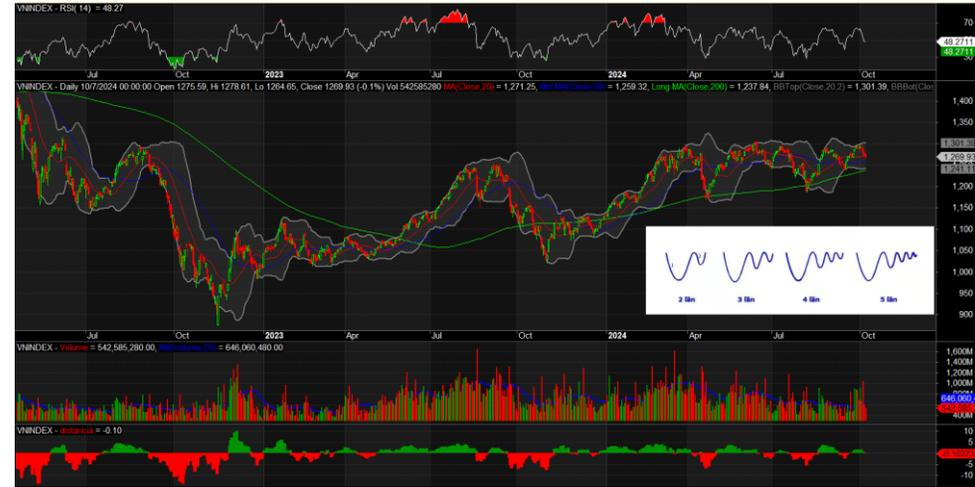 VNINDEX - RSI( 14) = 48.27
70
48.2711
48.2711
30
Jul Oct 2023 Apr Jul Oct 2024 Apr Jul Oct
VNINDEX - Daily 10/7/2024 00:00:00 Open 1275.59, Hi 1278.61, Lo 1264.65, Close 1269.93 (-0.1%) Vol 542585280 MA(Close,20) = 1,271.25, = 1,259.32, Long MA(Close,200) = 1,237.84, BBTop(Close,20,2) = 1,301.39,
1,400
1,350
1,301.39
1,269.93
1,241.11
1,200
1,150
1,100
1,050
1,000
950
900
2 lần 3 lần 4 lần 5 lần
Jul Oct 2023 Apr Jul Oct 2024 Apr Jul Oct
VNINDEX - Volume = 542,585,280.00, = 646,060,480.00
1,600M
1,400M
1,200M
1,000M
646,060,
400M
VNINDEX - distancia = -0.10
10
5
-5
-10